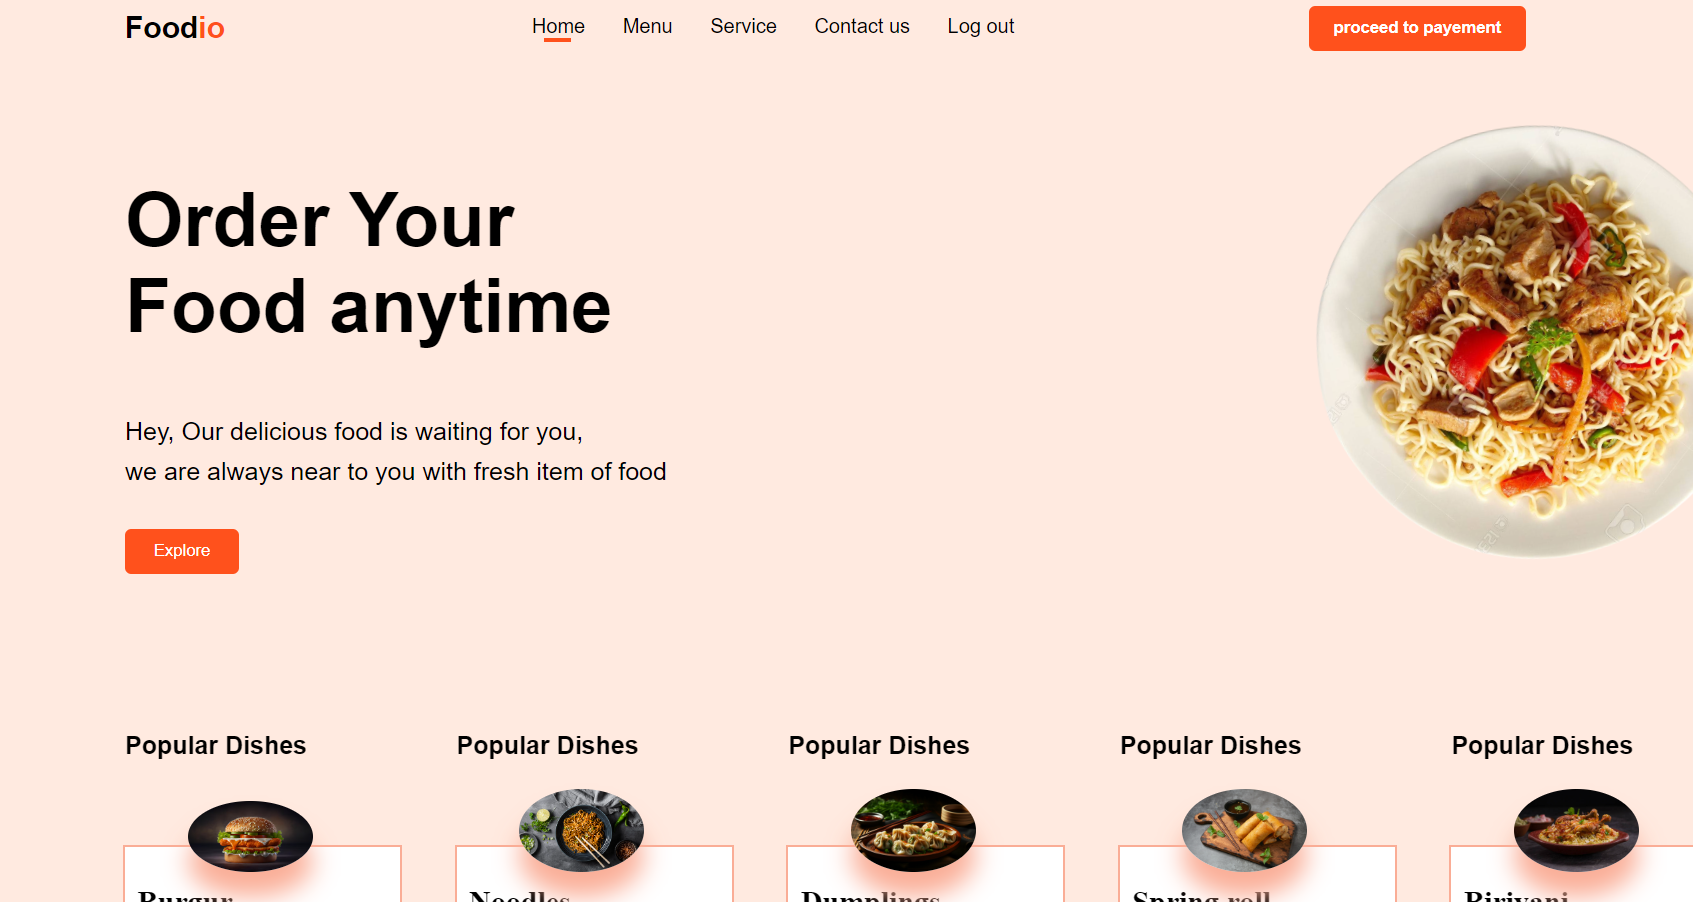 Foodio
Home Menu Service Contact us Log out
proceed to payement
Order Your
Food anytime
Hey, Our delicious food is waiting for you,
we are always near to you with fresh item of food
Explore
Popular Dishes Popular Dishes Popular Dishes Popular Dishes Popular Dishes
Burgur Noodles Dumplings Spring roll Biriyani